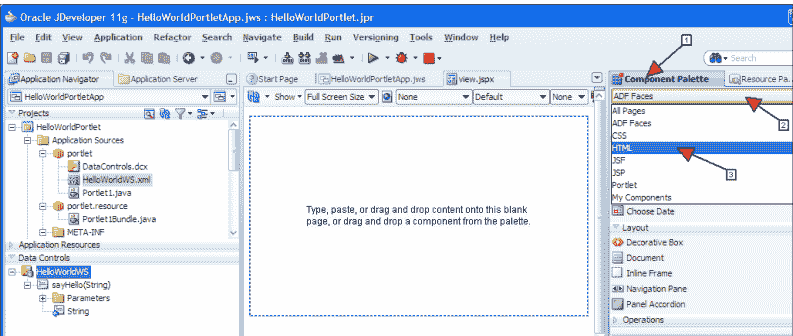 Oracle JDeveloper 11g - HelloWorldPortletApp.jws : HelloWorldPortlet.jpr
File Edit View Application Refactor Search Navigate Build Run Versioning Tools Window Help
1
Search
Application Navigator Application Server
Start Page HelloWorldPortletApp.jws view.jspx
Component Palette Resource Pa...
HelloWorldPortletApp
Show Full Screen Size None Default None
ADF Faces
2
Projects
All Pages
HelloWorldPortlet
ADF Faces
Application Sources
CSS
portlet
HTML
DataControls.dcx
JSF
3
HelloWorldWS.xml
JSP
Portlet1.java
Portlet
portlet.resource
My Components
Portlet1Bundle.java
Type, paste, or drag and drop content onto this blank
page, or drag and drop a component from the palette.
Choose Date
META-INF
Layout
Application Resources
Decorative Box
Data Controls
Document
HelloWorldWS
Inline Frame
sayHello(String)
Navigation Pane
Parameters
Panel Accordion
String
Operations